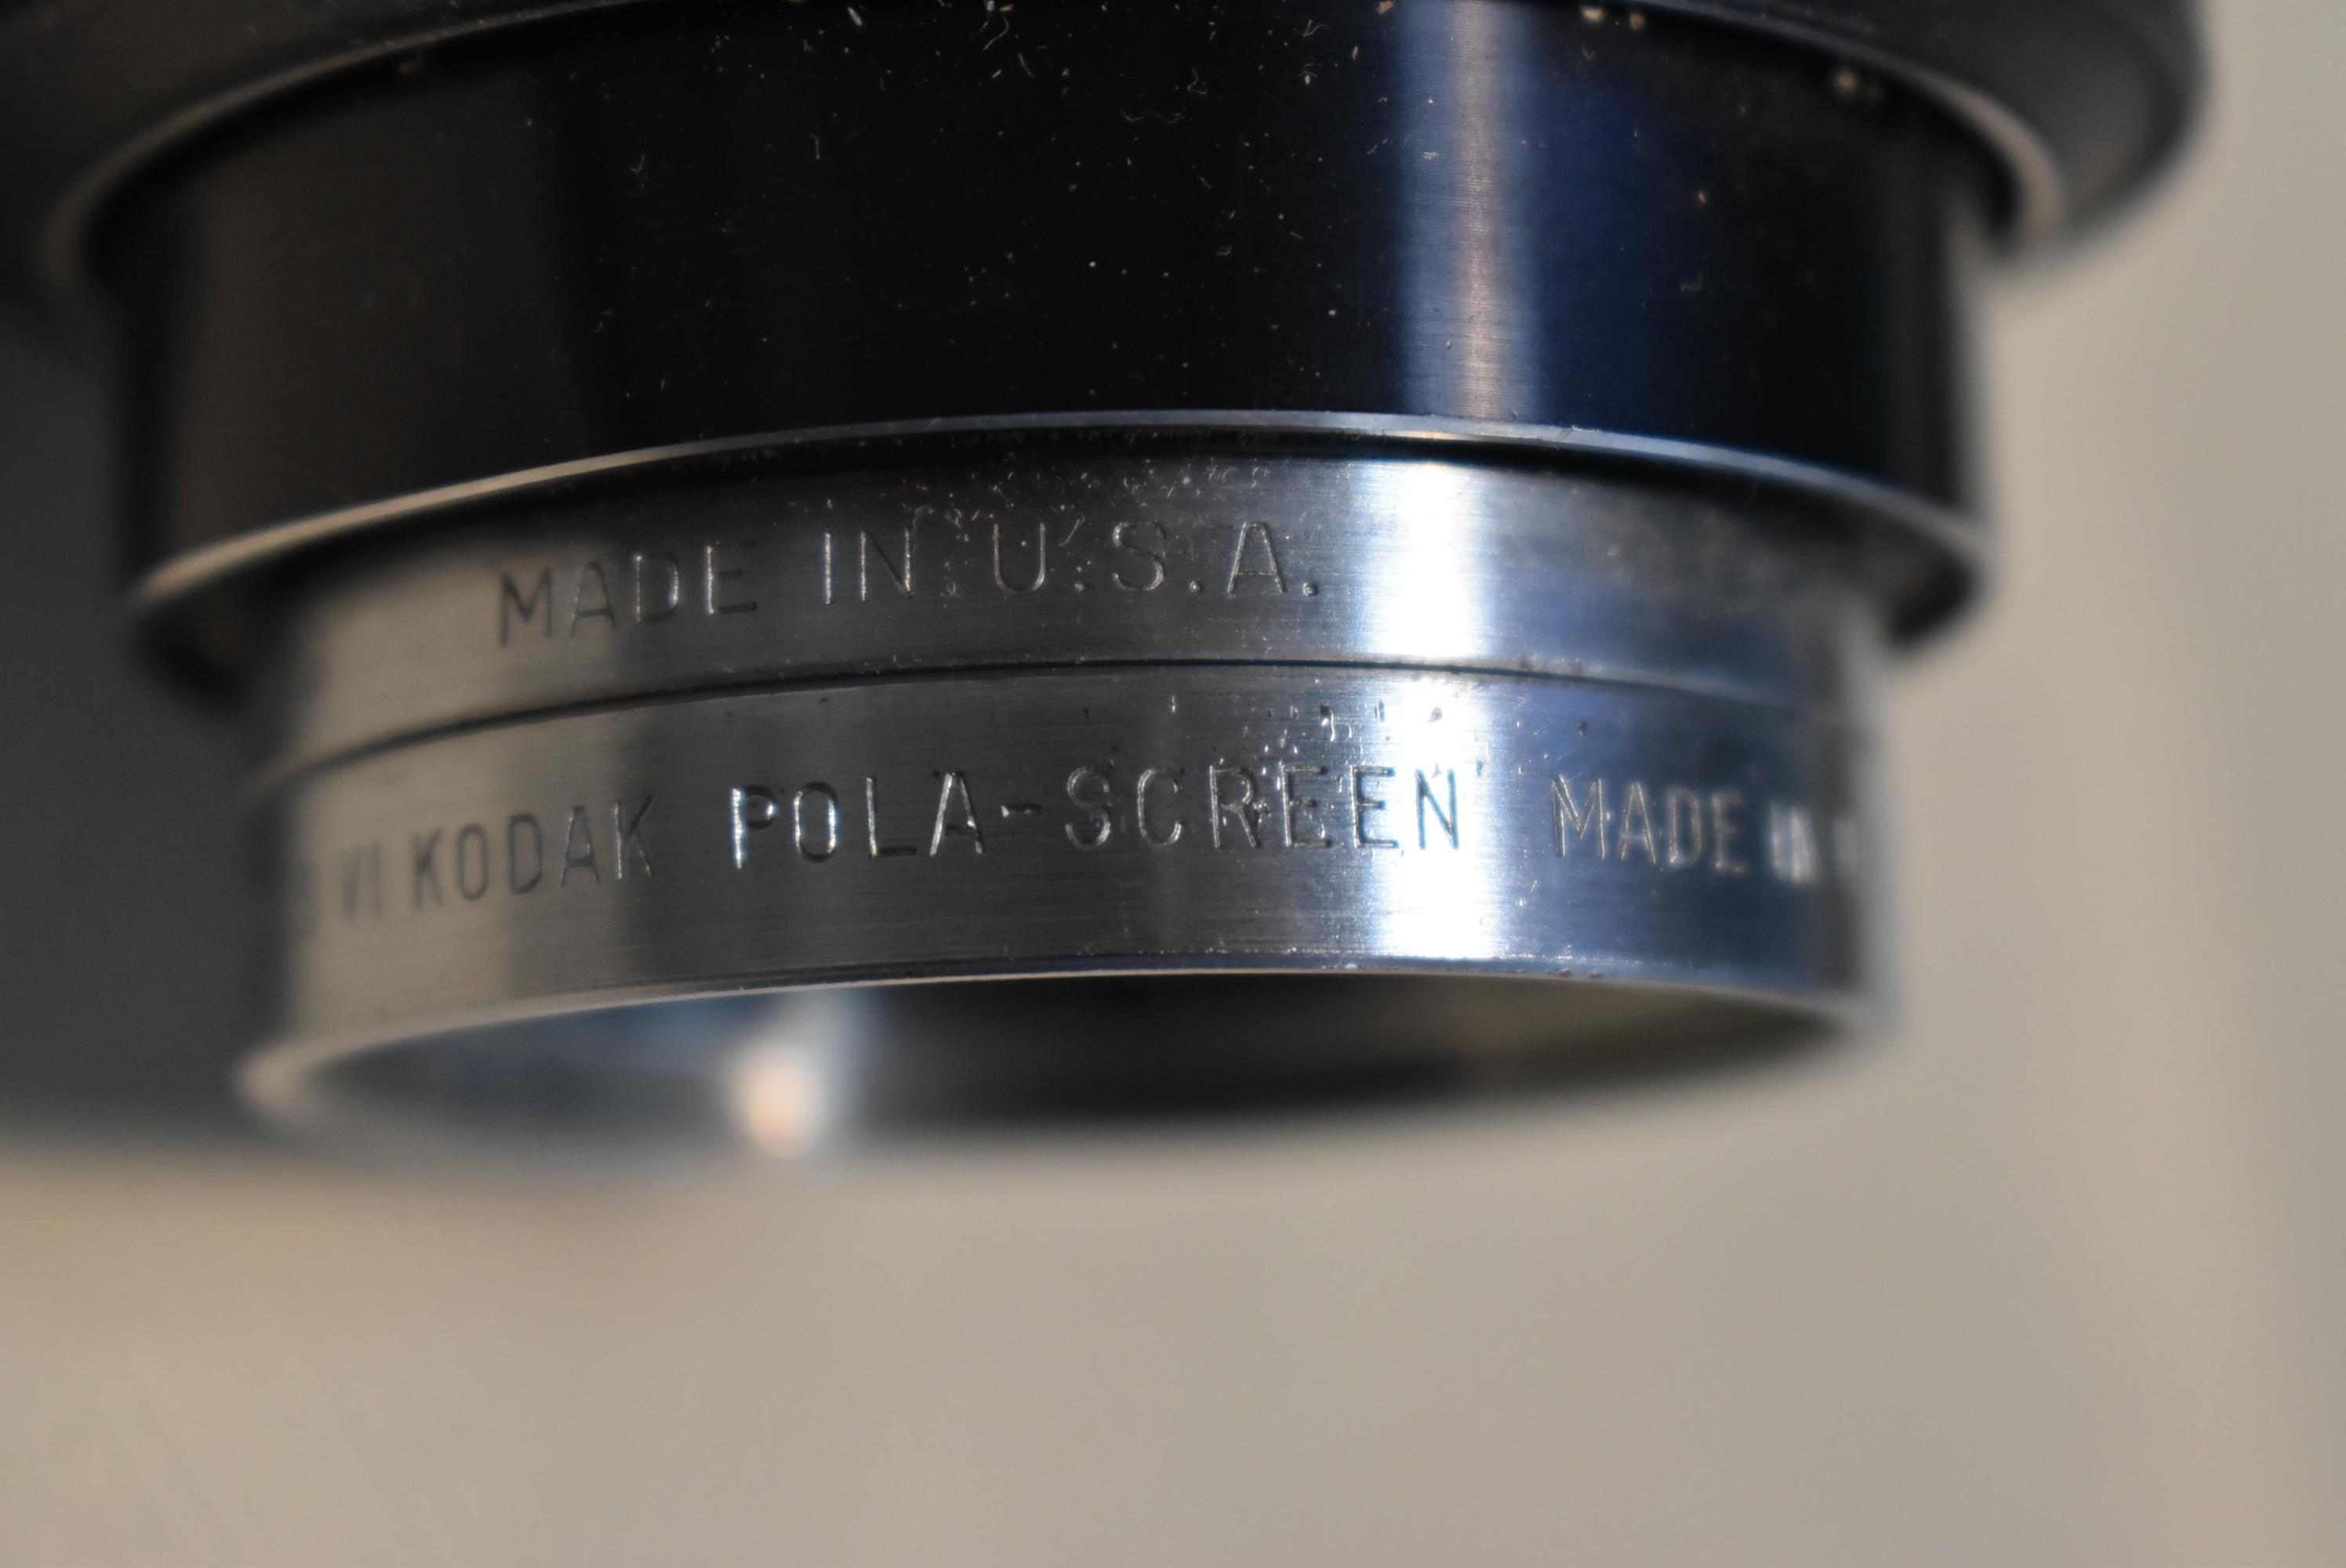 MADE IN U.S.A.
VI KODAK POLA-SCREEN MADE IN